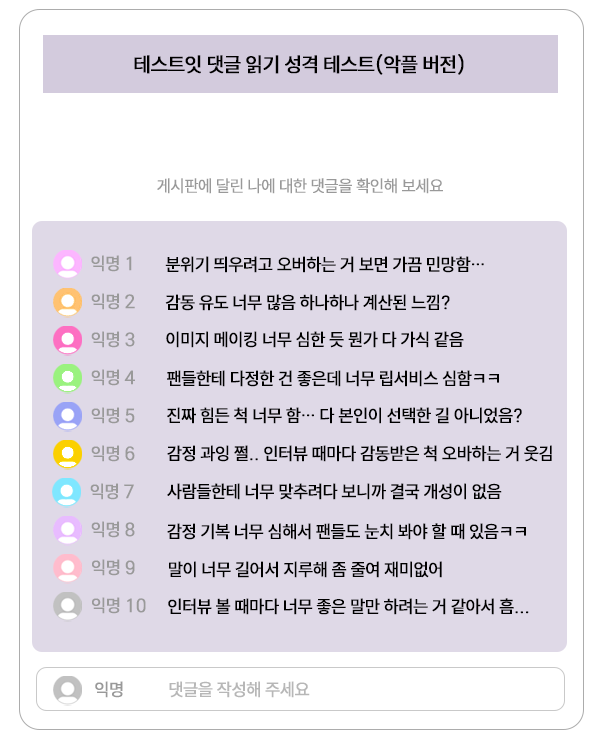 테스트잇 댓글 읽기 성격 테스트(악플 버전)
게시판에 달린 나에 대한 댓글을 확인해 보세요
익명 1 분위기 띄우려고 오버하는 거 보면 가끔 민망함…
익명 2 감동 유도 너무 많음 하나하나 계산된 느낌?
익명 3 이미지 메이킹 너무 심한 듯 뭔가 다 가식 같음
익명 4 팬들한테 다정한 건 좋은데 너무 립서비스 심함ㅋㅋ
익명 5 진짜 힘든 척 너무 함… 다 본인이 선택한 길 아니었음?
익명 6 감정 과잉 쩔.. 인터뷰 때마다 감동받은 척 오바하는 거 웃김
익명 7 사람들한테 너무 맞추려다 보니까 결국 개성이 없음
익명 8 감정 기복 너무 심해서 팬들도 눈치 봐야 할 때 있음ㅋㅋ
익명 9 말이 너무 길어서 지루해 좀 줄여 재미없어
익명 10 인터뷰 볼 때마다 너무 좋은 말만 하려는 거 같아서 흠...
익명 댓글을 작성해 주세요